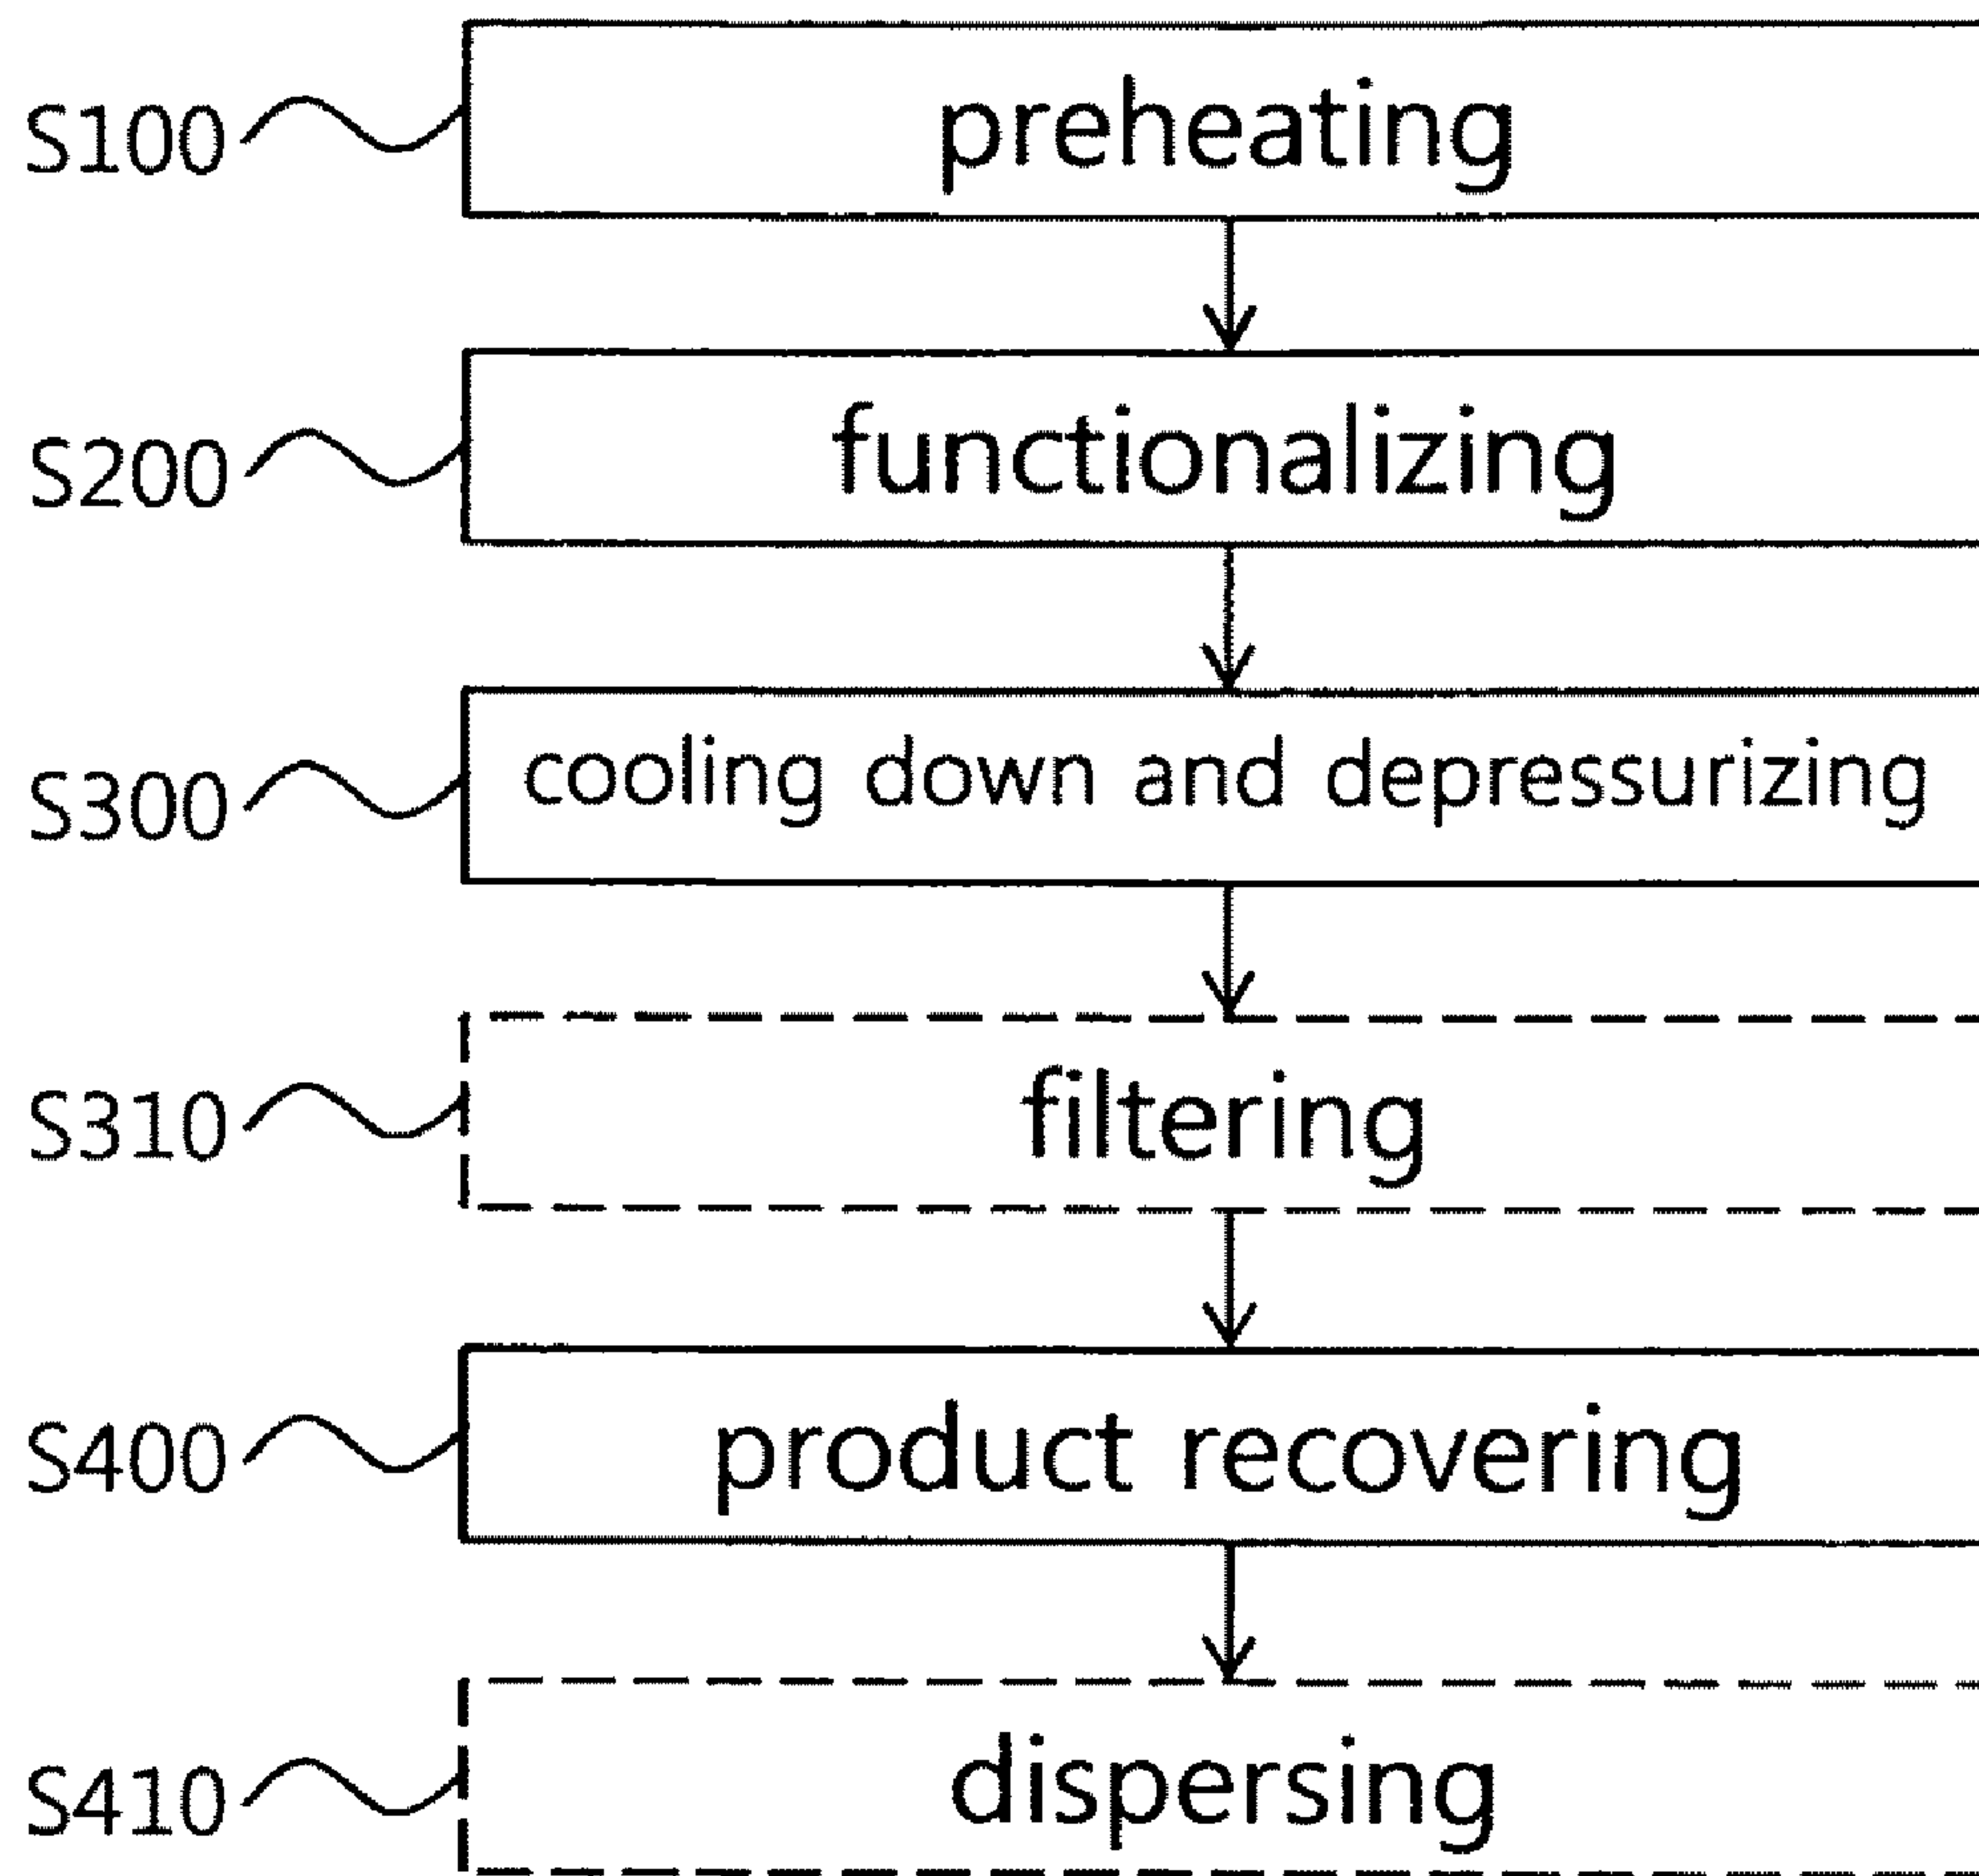 S100 preheating
S200 functionalizing
S300 cooling down and depressurizing
S310 filtering
S400 product recovering
S410 dispersing